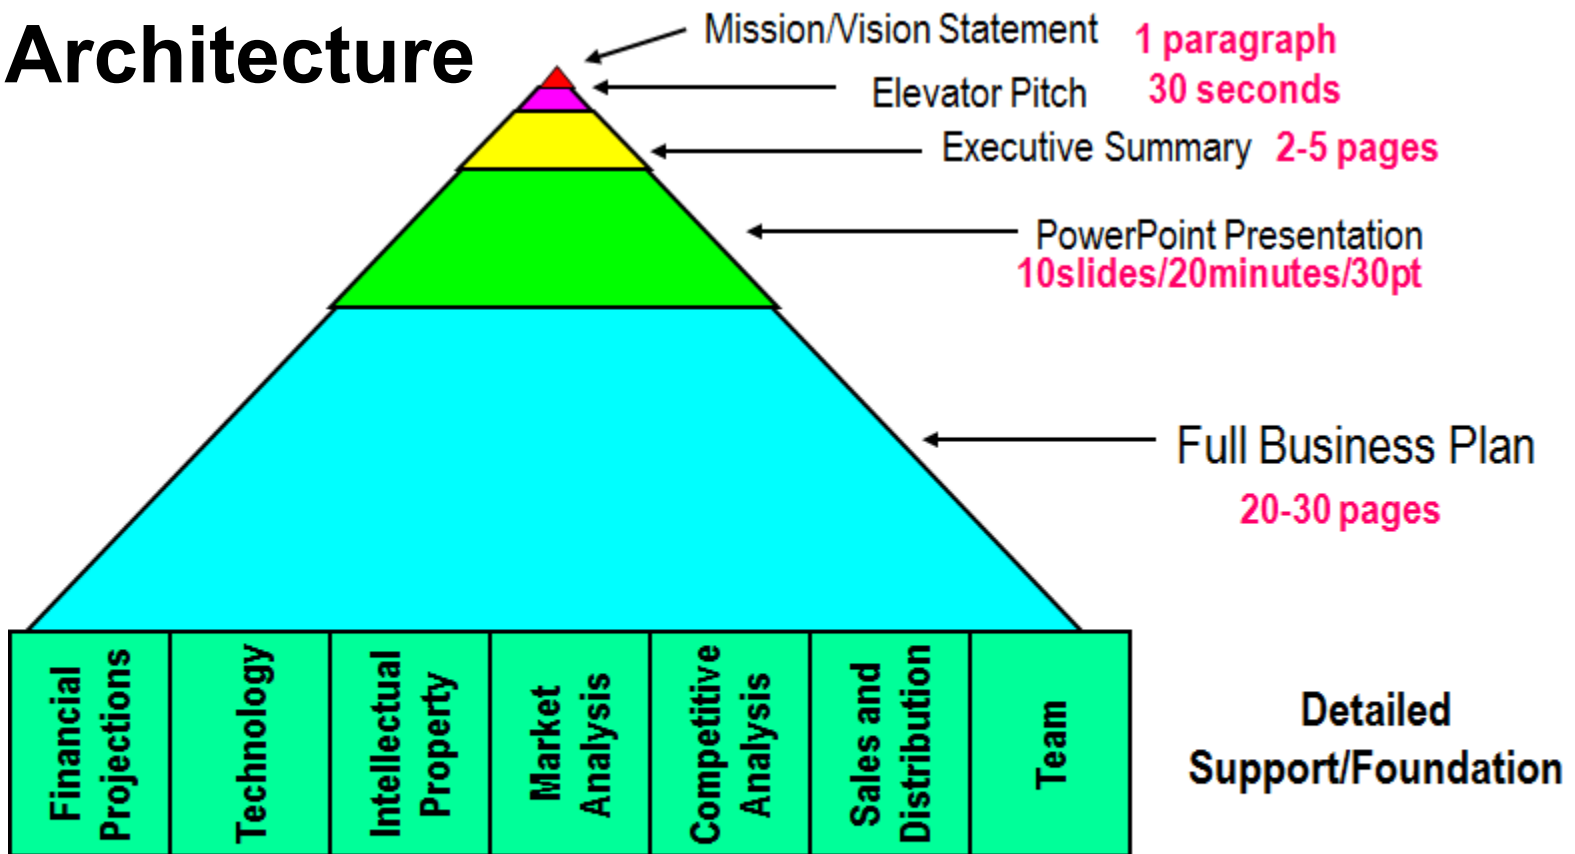 Architecture
Mission/Vision Statement 1 paragraph
Elevator Pitch 30 seconds
Executive Summary 2-5 pages
PowerPoint Presentation
10slides/20minutes/30pt
Full Business Plan
20-30 pages
Financial
Projections
Technology
Intellectual
Property
Market
Analysis
Competitive
Analysis
Sales and
Distribution
Team
Detailed
Support/Foundation